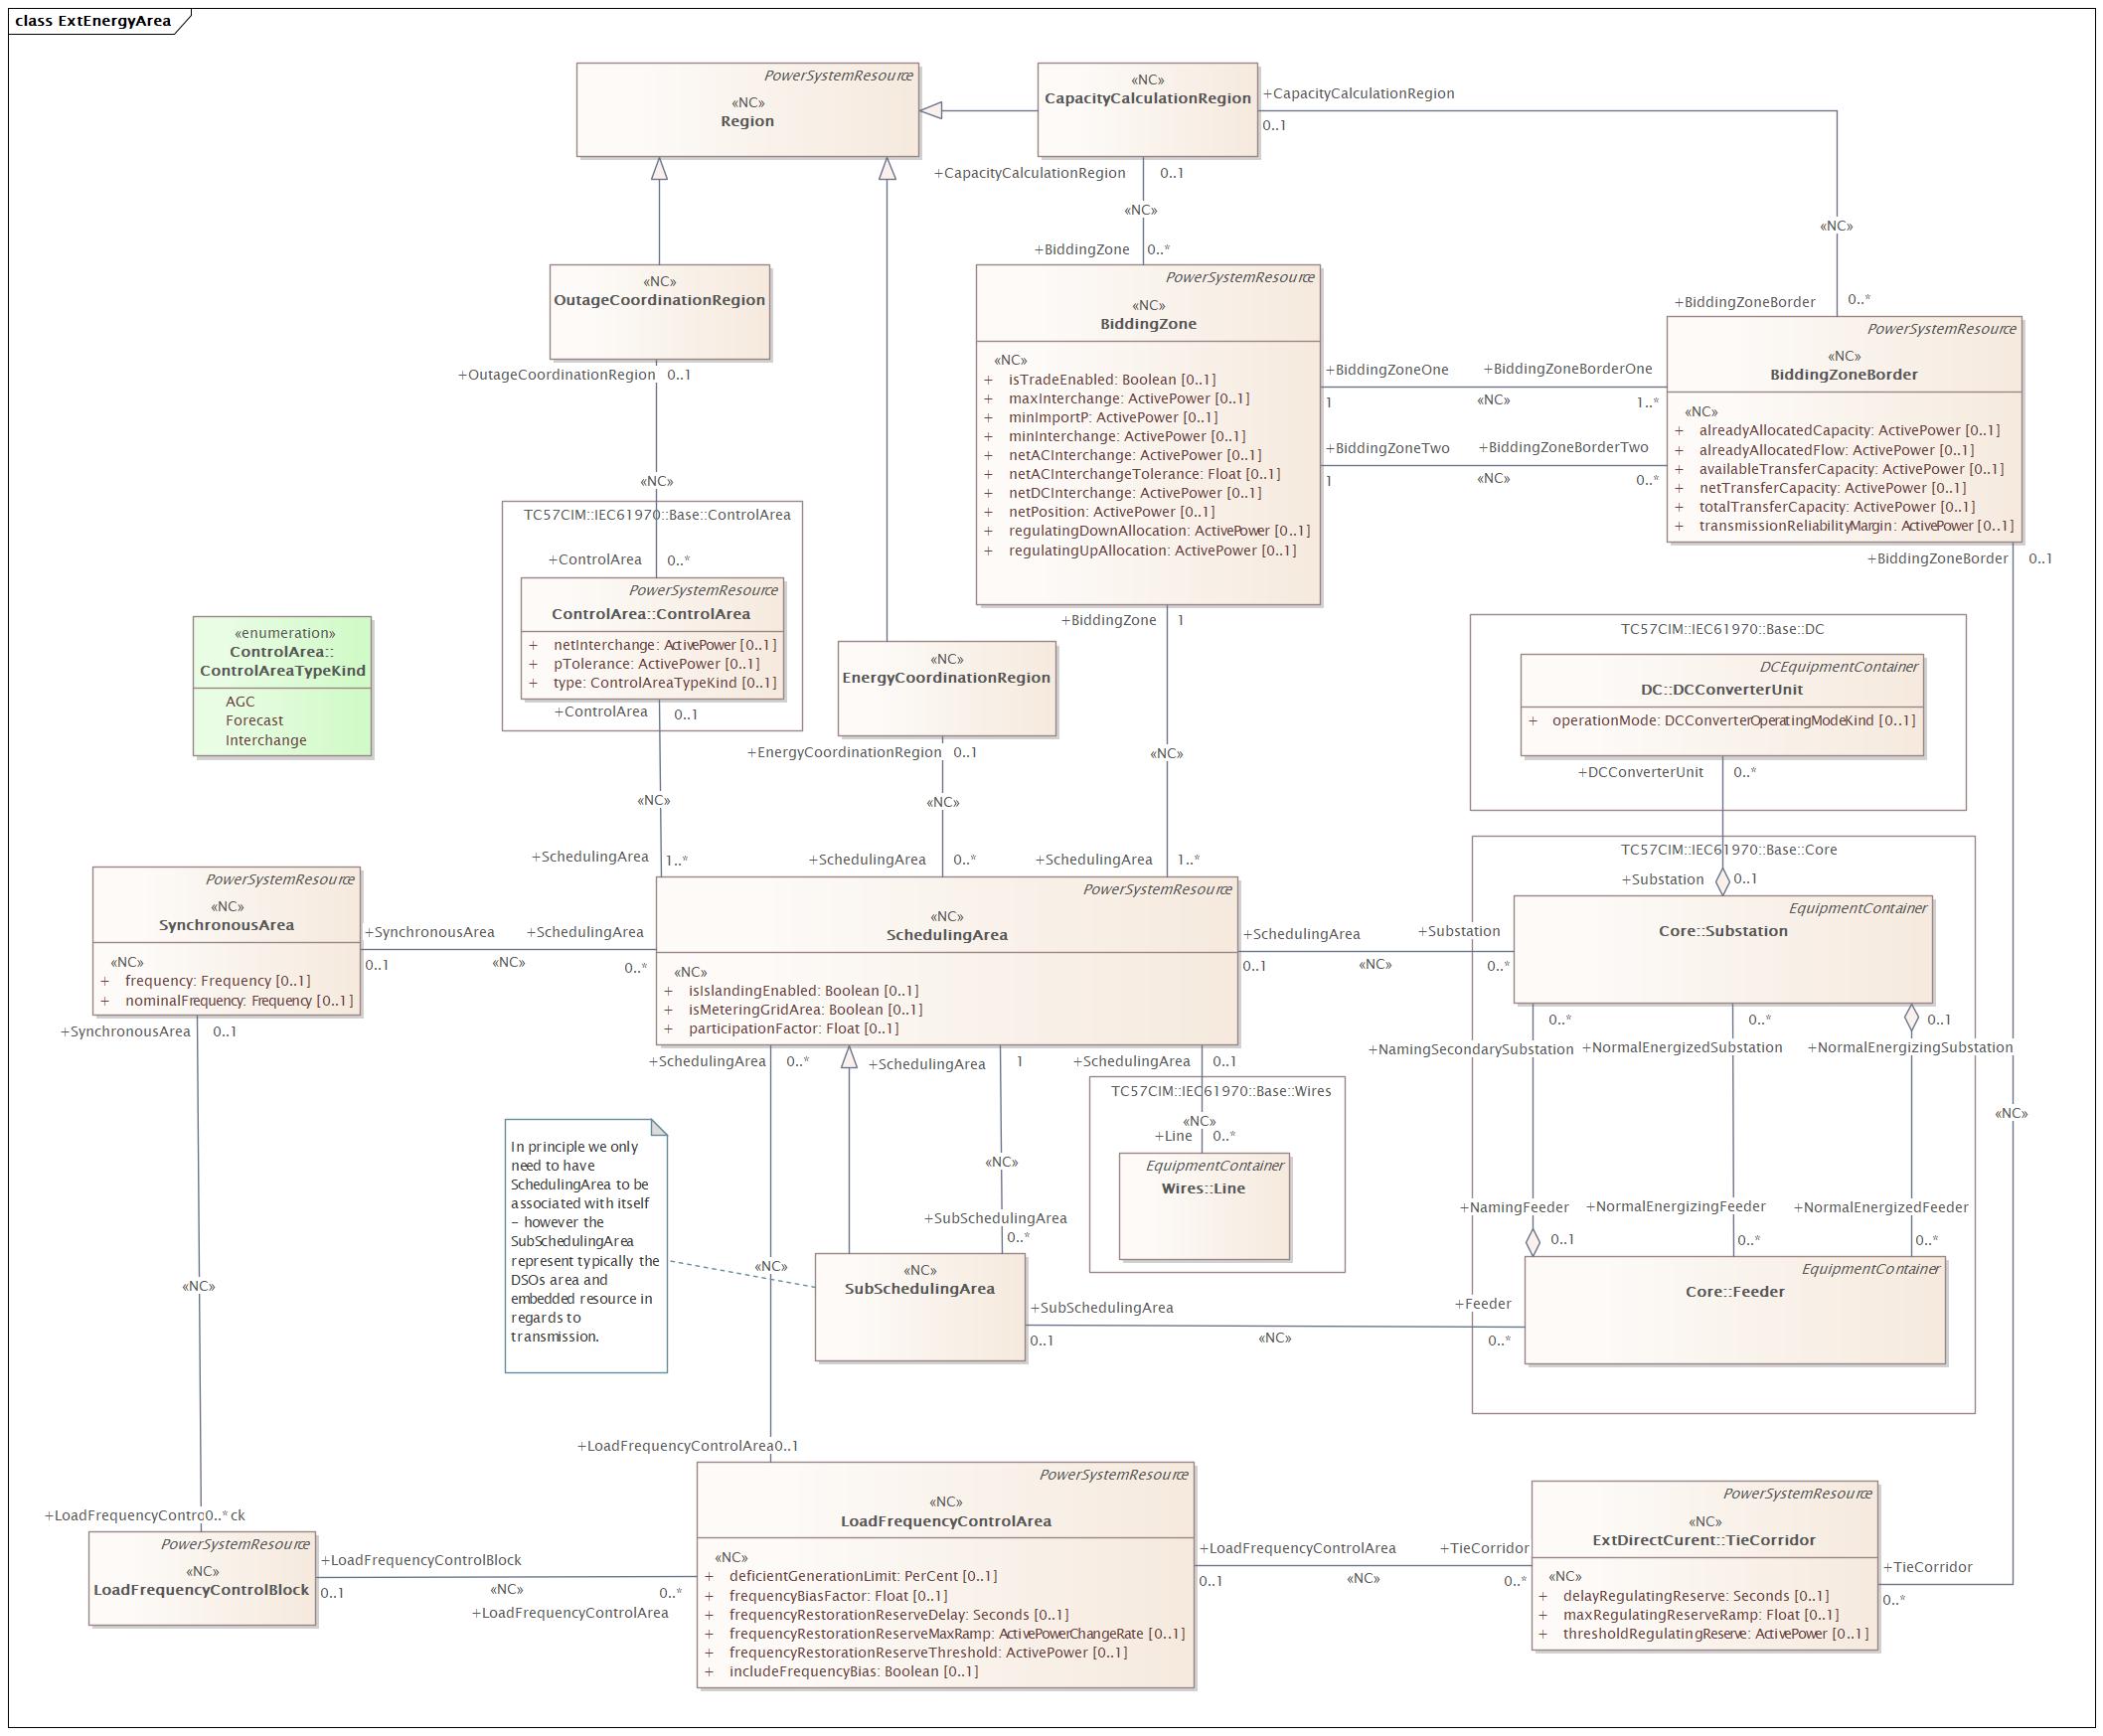 class ExtEnergyArea
PowerSystemResource
«NC»
Region
«NC»
CapacityCalculationRegion
+CapacityCalculationRegion
0..1
+CapacityCalculationRegion
0..1
«NC»
+BiddingZone
0..*
«NC»
+BiddingZoneBorder
0..*
«NC»
OutageCoordinationRegion
+OutageCoordinationRegion
0..1
«NC»
PowerSystemResource
«NC»
BiddingZone
«NC»
+ isTradeEnabled: Boolean [0..1]
+ maxInterchange: ActivePower [0..1]
+ minImportP: ActivePower [0..1]
+ minInterchange: ActivePower [0..1]
+ netACInterchange: ActivePower [0..1]
+ netACInterchangeTolerance: Float [0..1]
+ netDCInterchange: ActivePower [0..1]
+ netPosition: ActivePower [0..1]
+ regulatingDownAllocation: ActivePower [0..1]
+ regulatingUpAllocation: ActivePower [0..1]
+BiddingZoneOne
+BiddingZoneBorderOne
1
«NC»
1..*
+BiddingZoneTwo
+BiddingZoneBorderTwo
1
«NC»
0..*
PowerSystemResource
«NC»
BiddingZoneBorder
«NC»
+ alreadyAllocatedCapacity: ActivePower [0..1]
+ alreadyAllocatedFlow: ActivePower [0..1]
+ availableTransferCapacity: ActivePower [0..1]
+ netTransferCapacity: ActivePower [0..1]
+ totalTransferCapacity: ActivePower [0..1]
+ transmissionReliabilityMargin: ActivePower [0..1]
+BiddingZoneBorder
0..1
TC57CIM::IEC61970::Base::ControlArea
+ControlArea
0..*
PowerSystemResource
ControlArea::ControlArea
+ netInterchange: ActivePower [0..1]
+ pTolerance: ActivePower [0..1]
+ type: ControlAreaTypeKind [0..1]
+ControlArea
0..1
«NC»
+SchedulingArea
1..*
«enumeration»
ControlArea::
ControlAreaTypeKind
AGC
Forecast
Interchange
«NC»
EnergyCoordinationRegion
+EnergyCoordinationRegion
0..1
«NC»
+SchedulingArea
0..*
+BiddingZone
1
«NC»
+SchedulingArea
1..*
TC57CIM::IEC61970::Base::DC
DCEquipmentContainer
DC::DCConverterUnit
+ operationMode: DCConverterOperatingModeKind [0..1]
+DCConverterUnit
0..*
TC57CIM::IEC61970::Base::Core
+Substation
0..1
EquipmentContainer
Core::Substation
PowerSystemResource
«NC»
SynchronousArea
«NC»
+ frequency: Frequency [0..1]
+ nominalFrequency: Frequency [0..1]
+SynchronousArea
+SchedulingArea
0..1
«NC»
0..*
+SynchronousArea
0..1
PowerSystemResource
«NC»
SchedulingArea
«NC»
+ isIslandingEnabled: Boolean [0..1]
+ isMeteringGridArea: Boolean [0..1]
+ participationFactor: Float [0..1]
+SchedulingArea
+Substation
0..1
«NC»
0..*
+SchedulingArea
0..*
+SchedulingArea
1
+SchedulingArea
0..1
0..*
0..*
0..1
+NamingSecondarySubstation
+NormalEnergizedSubstation
+NormalEnergizingSubstation
TC57CIM::IEC61970::Base::Wires
«NC»
+Line
0..*
EquipmentContainer
Wires::Line
«NC»
«NC»
In principle we only
need to have
SchedulingArea to be
associated with itself
– however the
SubSchedulingArea
represent typically the
DSOs area and
embedded resource in
regards to
transmission.
+SubSchedulingArea
0..*
+NamingFeeder
0..1
+NormalEnergizingFeeder
0..*
+NormalEnergizedFeeder
0..*
«NC»
«NC»
«NC»
SubSchedulingArea
+SubSchedulingArea
+Feeder
0..1
«NC»
0..*
EquipmentContainer
Core::Feeder
+LoadFrequencyControlArea
0..1
+LoadFrequencyContro
0..*
ck
PowerSystemResource
«NC»
LoadFrequencyControlBlock
+LoadFrequencyControlBlock
0..1
«NC»
0..*
+LoadFrequencyControlArea
PowerSystemResource
«NC»
LoadFrequencyControlArea
«NC»
+ deficientGenerationLimit: PerCent [0..1]
+ frequencyBiasFactor: Float [0..1]
+ frequencyRestorationReserveDelay: Seconds [0..1]
+ frequencyRestorationReserveMaxRamp: ActivePowerChangeRate [0..1]
+ frequencyRestorationReserveThreshold: ActivePower [0..1]
+ includeFrequencyBias: Boolean [0..1]
+LoadFrequencyControlArea
+TieCorridor
0..1
«NC»
0..*
PowerSystemResource
«NC»
ExtDirectCurent::TieCorridor
«NC»
+ delayRegulatingReserve: Seconds [0..1]
+ maxRegulatingReserveRamp: Float [0..1]
+ thresholdRegulatingReserve: ActivePower [0..1]
+TieCorridor
0..*